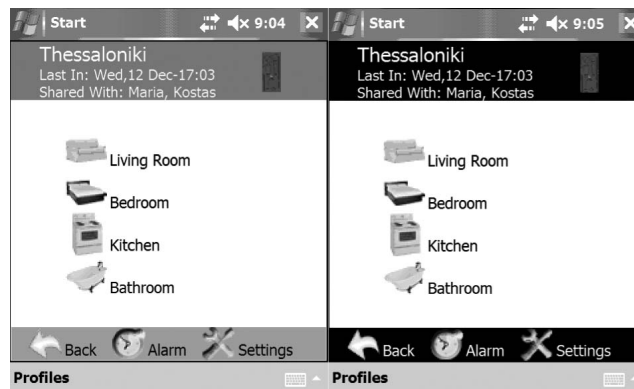 Start 9:04
Thessaloniki
Last In: Wed,12 Dec-17:03
Shared With: Maria, Kostas
Living Room
Bedroom
Kitchen
Bathroom
Back Alarm Settings
Profiles
Start 9:05
Thessaloniki
Last In: Wed,12 Dec-17:03
Shared With: Maria, Kostas
Living Room
Bedroom
Kitchen
Bathroom
Back Alarm Settings
Profiles